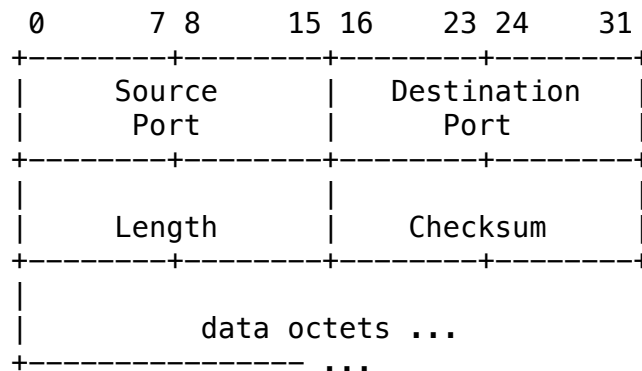 0      7 8     15 16    23 24    31
+--------+--------+--------+--------+
|     Source      |   Destination   |
|      Port       |      Port       |
+--------+--------+--------+--------+
|                 |                 |
|     Length      |    Checksum     |
+--------+--------+--------+--------+
|
|          data octets ...
+---------------- ...